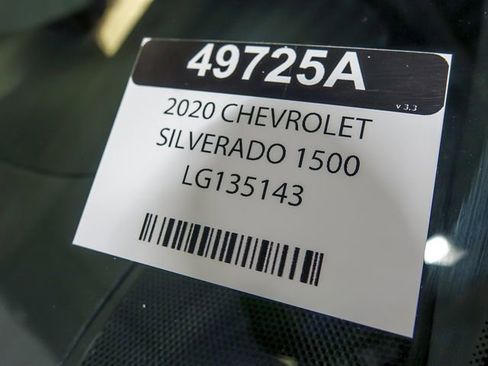 49725A
v 3.3
2020 CHEVROLET
SILVERADO 1500
LG135143